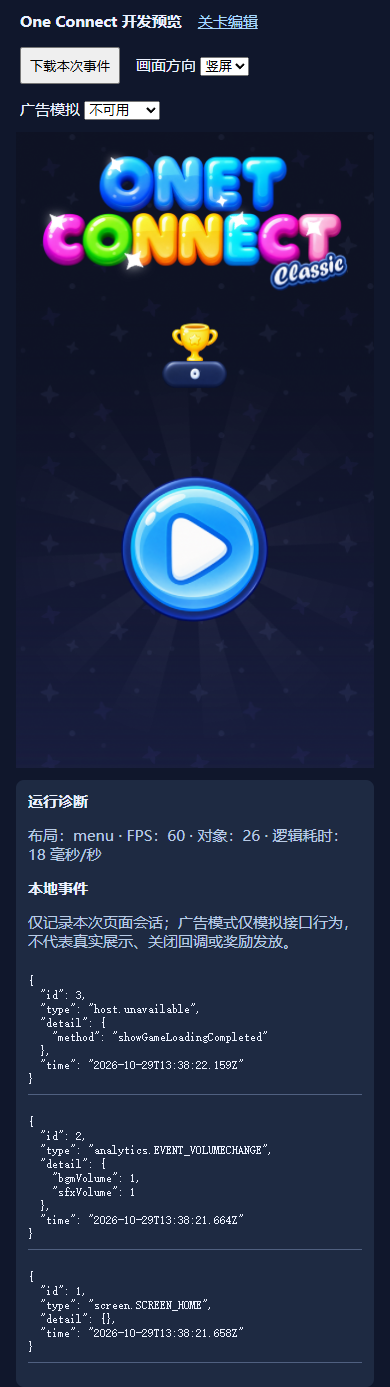 One Connect 开发预览 关卡编辑
下载本次事件 画面方向 竖屏
广告模拟 不可用
ONET
CONNECT
Classic
0
运行诊断
布局：menu · FPS：60 · 对象：26 · 逻辑耗时：
18 毫秒/秒
本地事件
仅记录本次页面会话；广告模式仅模拟接口行为，
不代表真实展示、关闭回调或奖励发放。
{
  "id": 3,
  "type": "host.unavailable",
  "detail": {
    "method": "showGameLoadingCompleted"
  },
  "time": "2026-10-29T13:38:22.159Z"
}
{
  "id": 2,
  "type": "analytics.EVENT_VOLUMECHANGE",
  "detail": {
    "bgmVolume": 1,
    "sfxVolume": 1
  },
  "time": "2026-10-29T13:38:21.664Z"
}
{
  "id": 1,
  "type": "screen.SCREEN_HOME",
  "detail": {},
  "time": "2026-10-29T13:38:21.658Z"
}